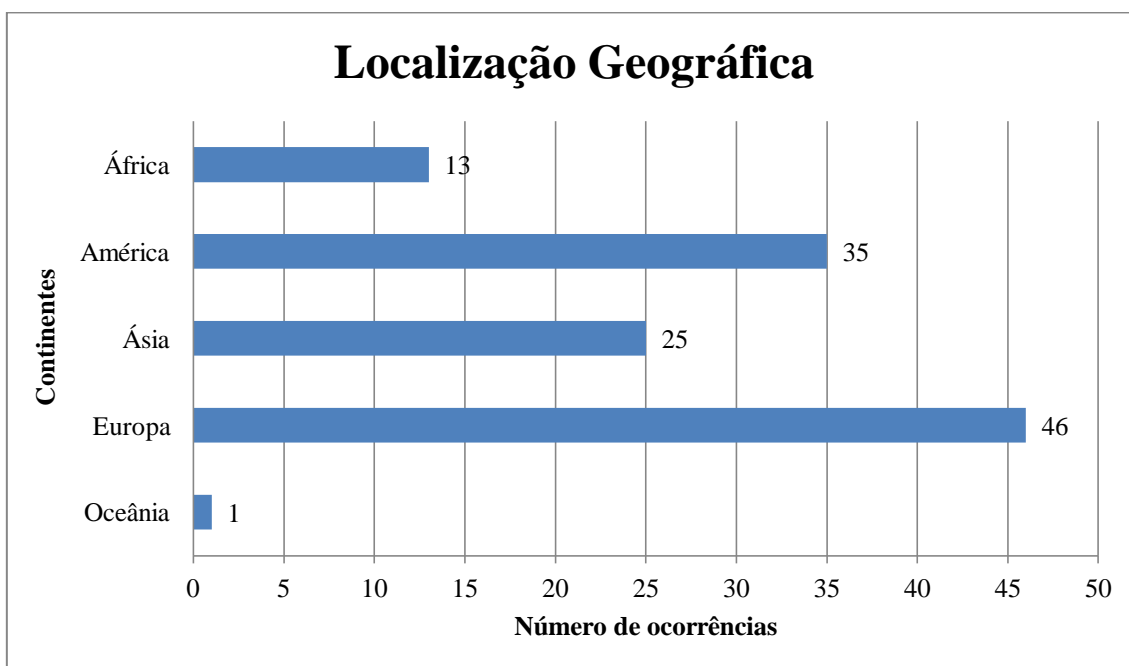 Localização Geográfica
África
13
América
35
Ásia
25
Europa
46
Oceânia
1
Continentes
0 5 10 15 20 25 30 35 40 45 50
Número de ocorrências